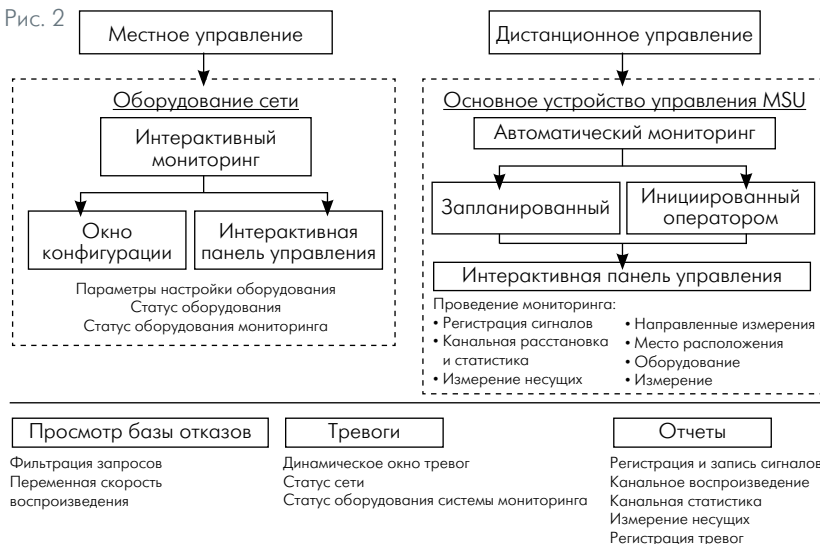 Рис. 2
Местное управление
Оборудование сети
Интерактивный
мониторинг
Окно
конфигурации
Интерактивная
панель управления
Параметры настройки оборудования
Статус оборудования
Статус оборудования мониторинга
Дистанционное управление
Основное устройство управления MSU
Автоматический мониторинг
Запланированный
Инициированный
оператором
Интерактивная панель управления
Проведение мониторинга:
• Регистрация сигналов
• Канальная расстановка
и статистика
• Измерение несущих
• Направленные измерения
• Место расположения
• Оборудование
• Измерение
Просмотр базы отказов
Фильтрация запросов
Переменная скорость
воспроизведения
Тревоги
Динамическое окно тревог
Статус сети
Статус оборудования системы мониторинга
Отчеты
Регистрация и запись сигналов
Канальное воспроизведение
Канальная статистика
Измерение несущих
Регистрация тревог